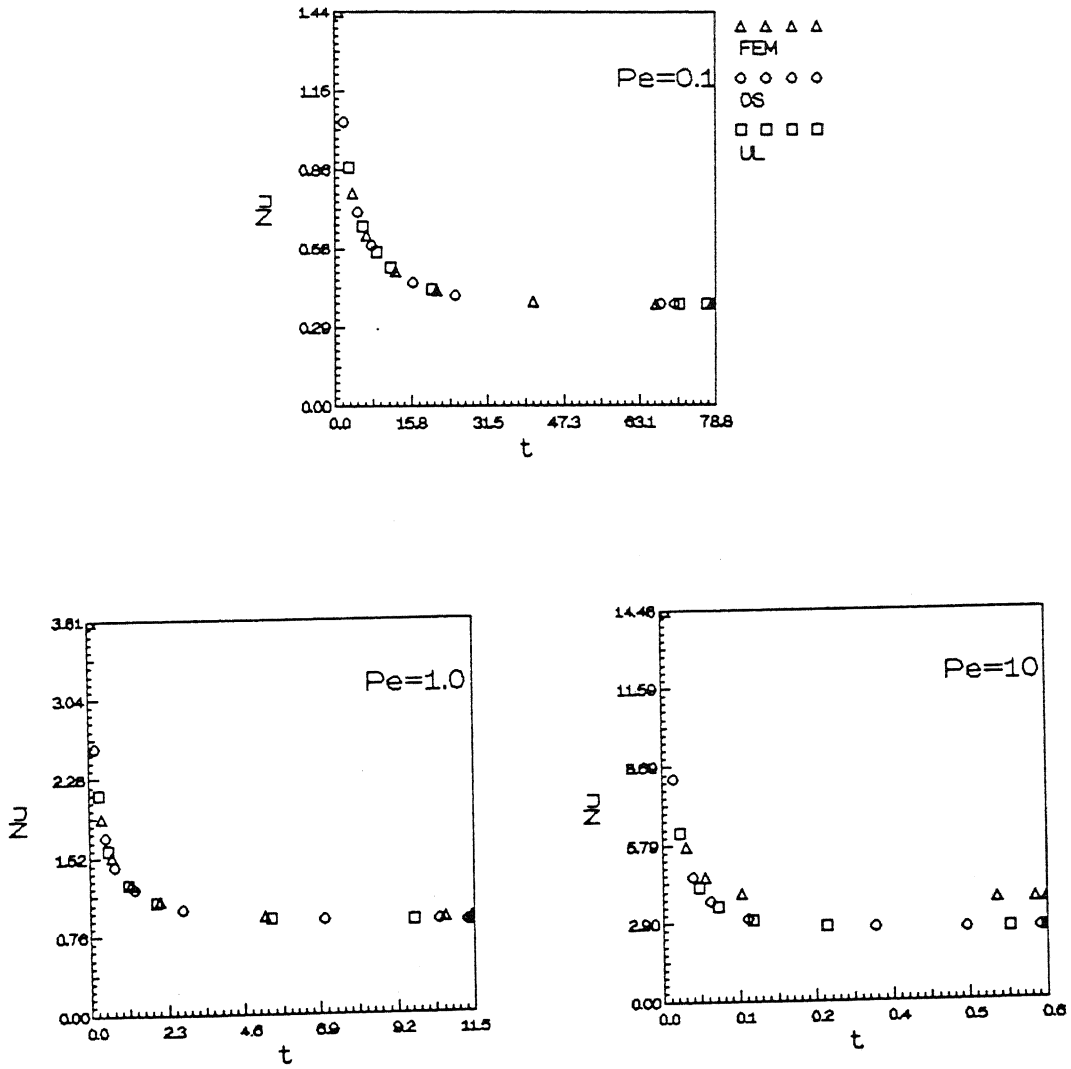 1.44
1.15
0.86
0.58
0.29
0.00
Nu
0.0 15.8 31.5 47.3 63.1 78.8
t
Pe=0.1
FEM
OS
UL
3.81
3.04
2.28
1.52
0.76
0.00
Nu
0.0 2.3 4.6 6.9 9.2 11.5
t
Pe=1.0
14.46
11.59
8.69
5.79
2.90
0.00
Nu
0.0 0.1 0.2 0.4 0.5 0.6
t
Pe=10